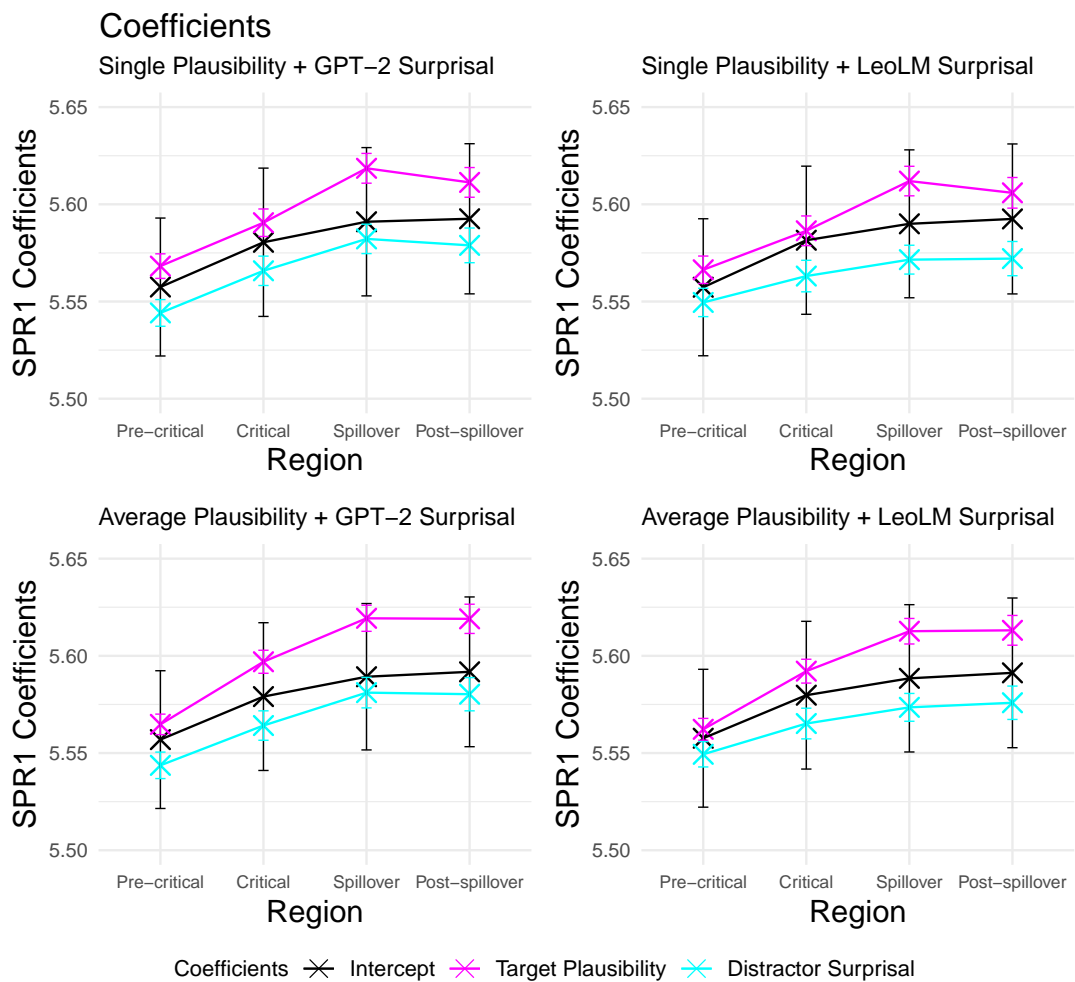 Coefficients
Single Plausibility + GPT−2 Surprisal
SPR1 Coefficients
5.65
5.60
5.55
5.50
Pre−critical Critical Spillover Post−spillover
Region
Single Plausibility + LeoLM Surprisal
SPR1 Coefficients
5.65
5.60
5.55
5.50
Pre−critical Critical Spillover Post−spillover
Region
Average Plausibility + GPT−2 Surprisal
SPR1 Coefficients
5.65
5.60
5.55
5.50
Pre−critical Critical Spillover Post−spillover
Region
Average Plausibility + LeoLM Surprisal
SPR1 Coefficients
5.65
5.60
5.55
5.50
Pre−critical Critical Spillover Post−spillover
Region
Coefficients Intercept Target Plausibility Distractor Surprisal